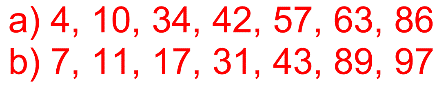 a) 4, 10, 34, 42, 57, 63, 86
b) 7, 11, 17, 31, 43, 89, 97